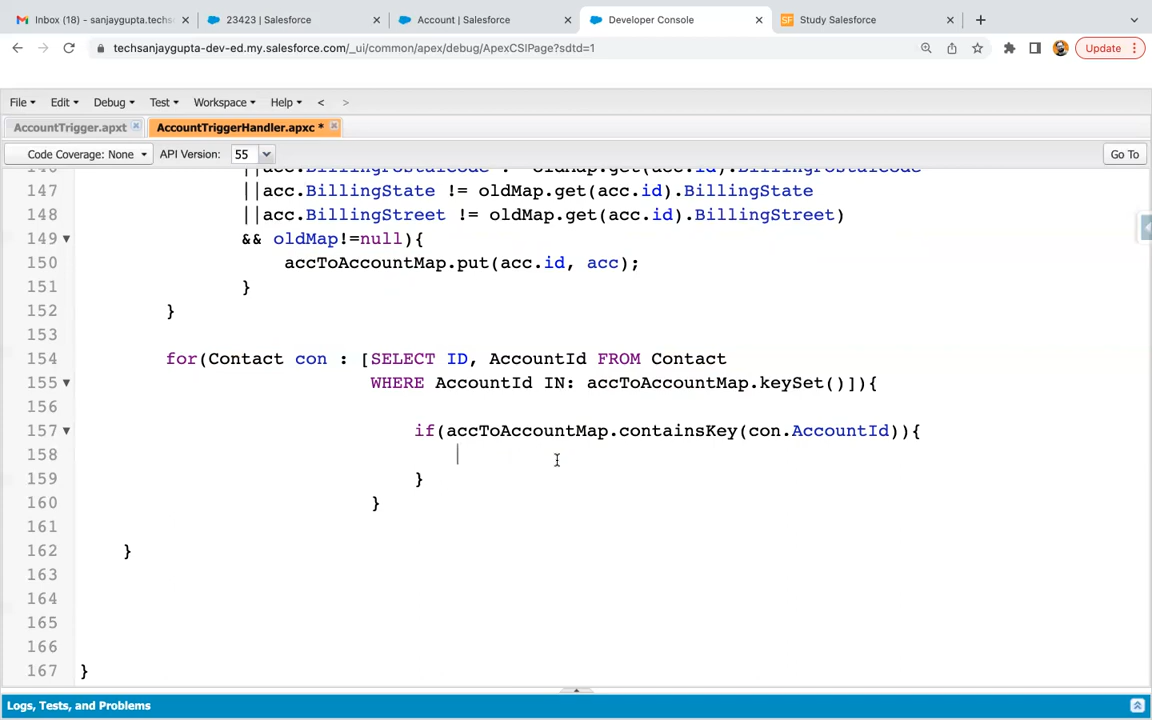 Inbox (18) - sanjaygupta.techs
23423 | Salesforce
Account | Salesforce
Developer Console
SF
Study Salesforce
techsanjaygupta-dev-ed.my.salesforce.com/_ui/common/apex/debug/ApexCSIPage?sdtd=1
Update
File Edit Debug Test Workspace Help < >
AccountTrigger.apxt
AccountTriggerHandler.apxc *
Code Coverage: None API Version: 55 Go To
147 ||acc.BillingState != oldMap.get(acc.id).BillingState
148 ||acc.BillingStreet != oldMap.get(acc.id).BillingStreet)
149 && oldMap!=null){
150 accToAccountMap.put(acc.id, acc);
151 }
152 }
153
154 for(Contact con : [SELECT ID, AccountId FROM Contact
155 WHERE AccountId IN: accToAccountMap.keySet()]){
156
157 if(accToAccountMap.containsKey(con.AccountId)){
158
159 }
160 }
161
162 }
163
164
165
166
167 }
Logs, Tests, and Problems